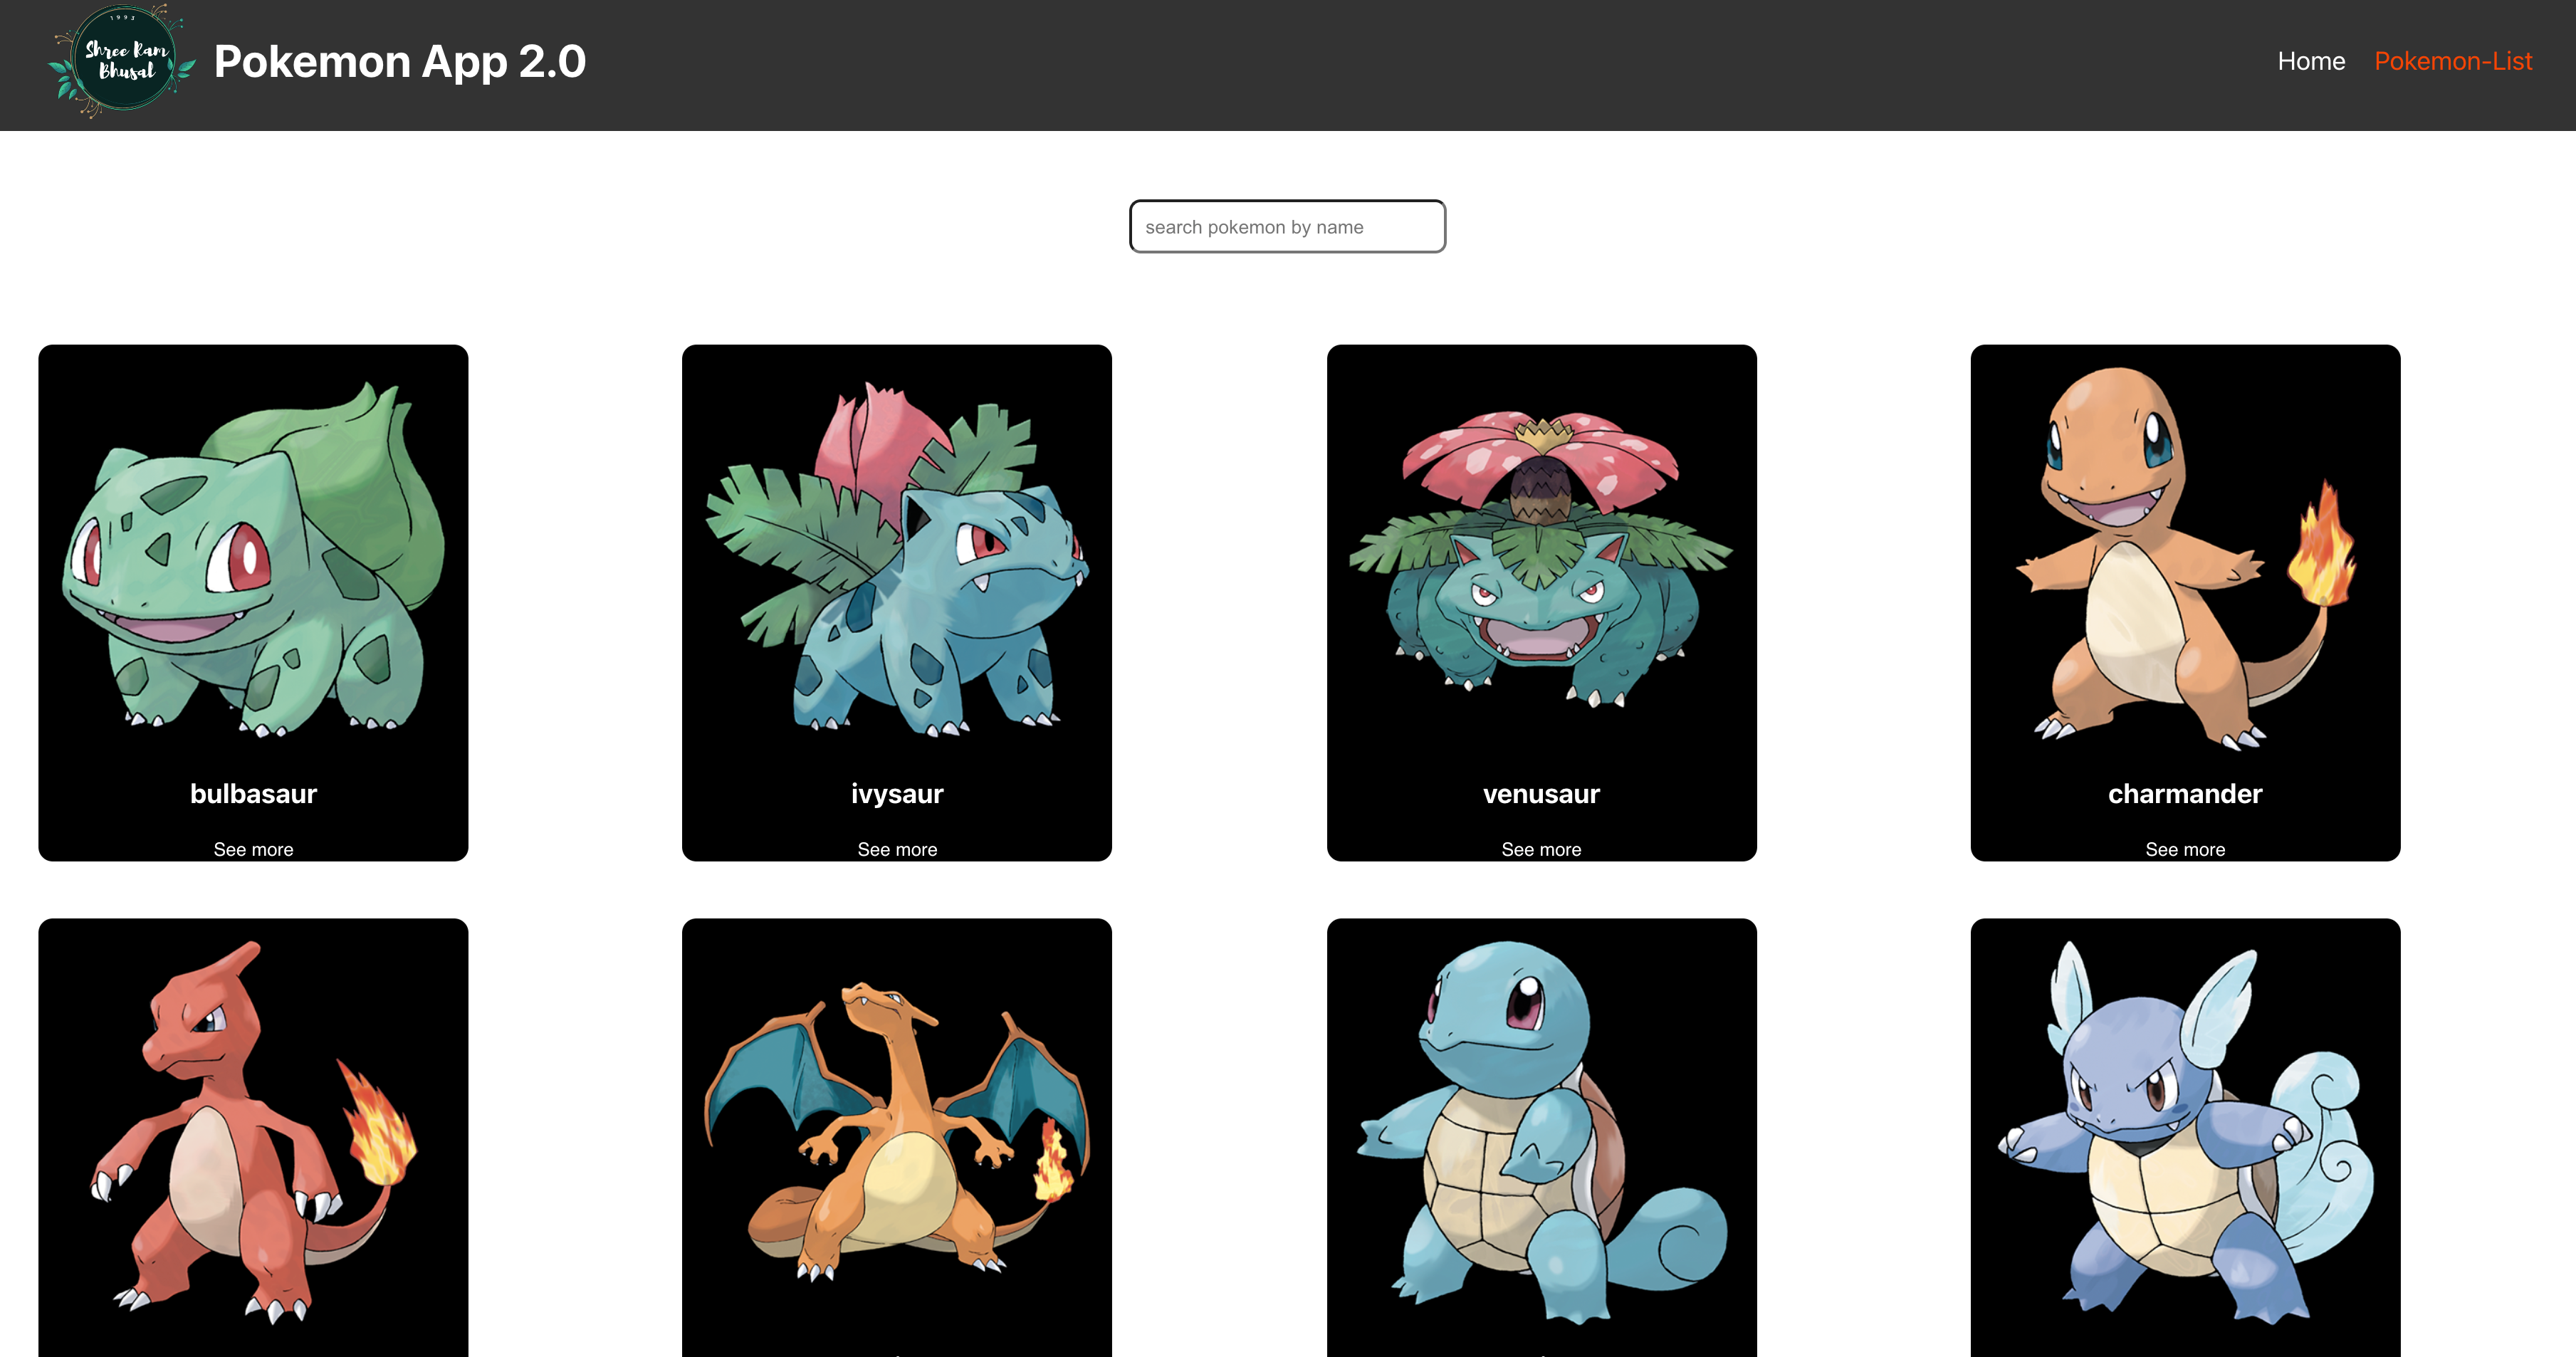 1993
Shree Ram
Bhusal
Pokemon App 2.0
Home
Pokemon-List
search pokemon by name
bulbasaur
ivysaur
venusaur
charmander
See more
See more
See more
See more